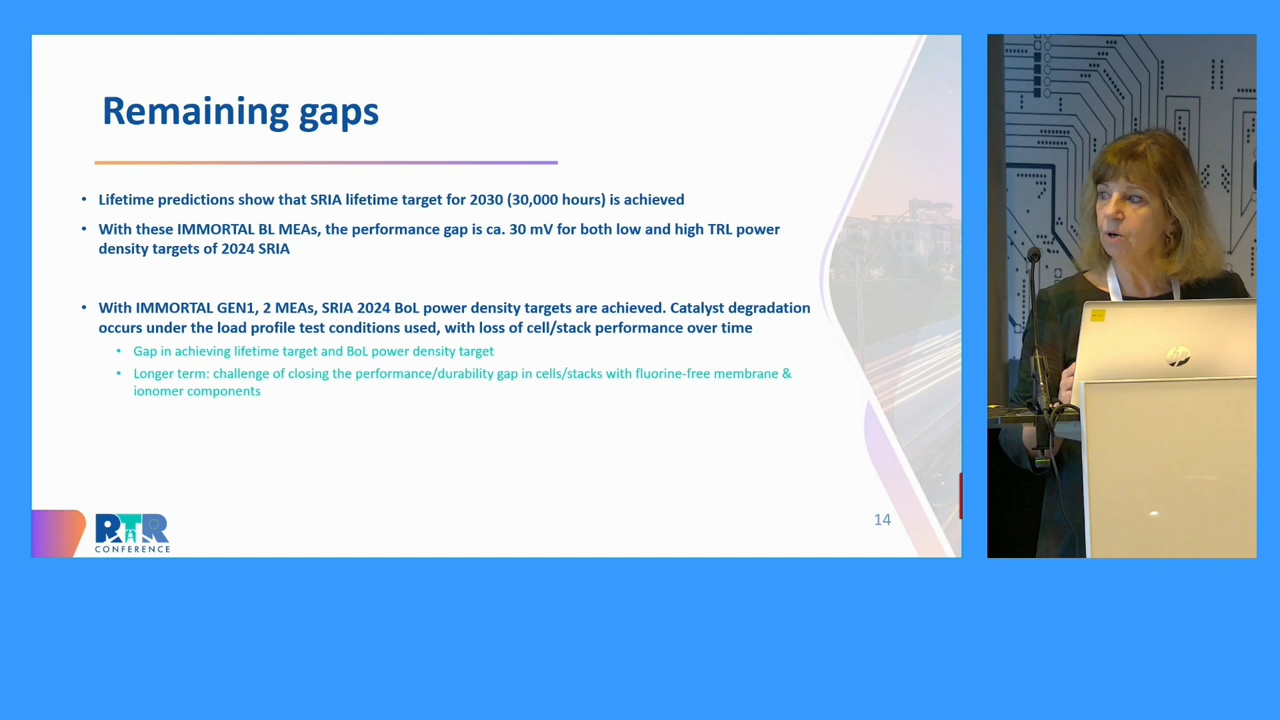 Remaining gaps
• Lifetime predictions show that SRIA lifetime target for 2030 (30,000 hours) is achieved
• With these IMMORTAL BL MEAs, the performance gap is ca. 30 mV for both low and high TRL power
density targets of 2024 SRIA
• With IMMORTAL GEN1, 2 MEAs, SRIA 2024 BoL power density targets are achieved. Catalyst degradation
occurs under the load profile test conditions used, with loss of cell/stack performance over time
• Gap in achieving lifetime target and BoL power density target
• Longer term: challenge of closing the performance/durability gap in cells/stacks with fluorine-free membrane &
ionomer components
14
RTR
CONFERENCE
hp